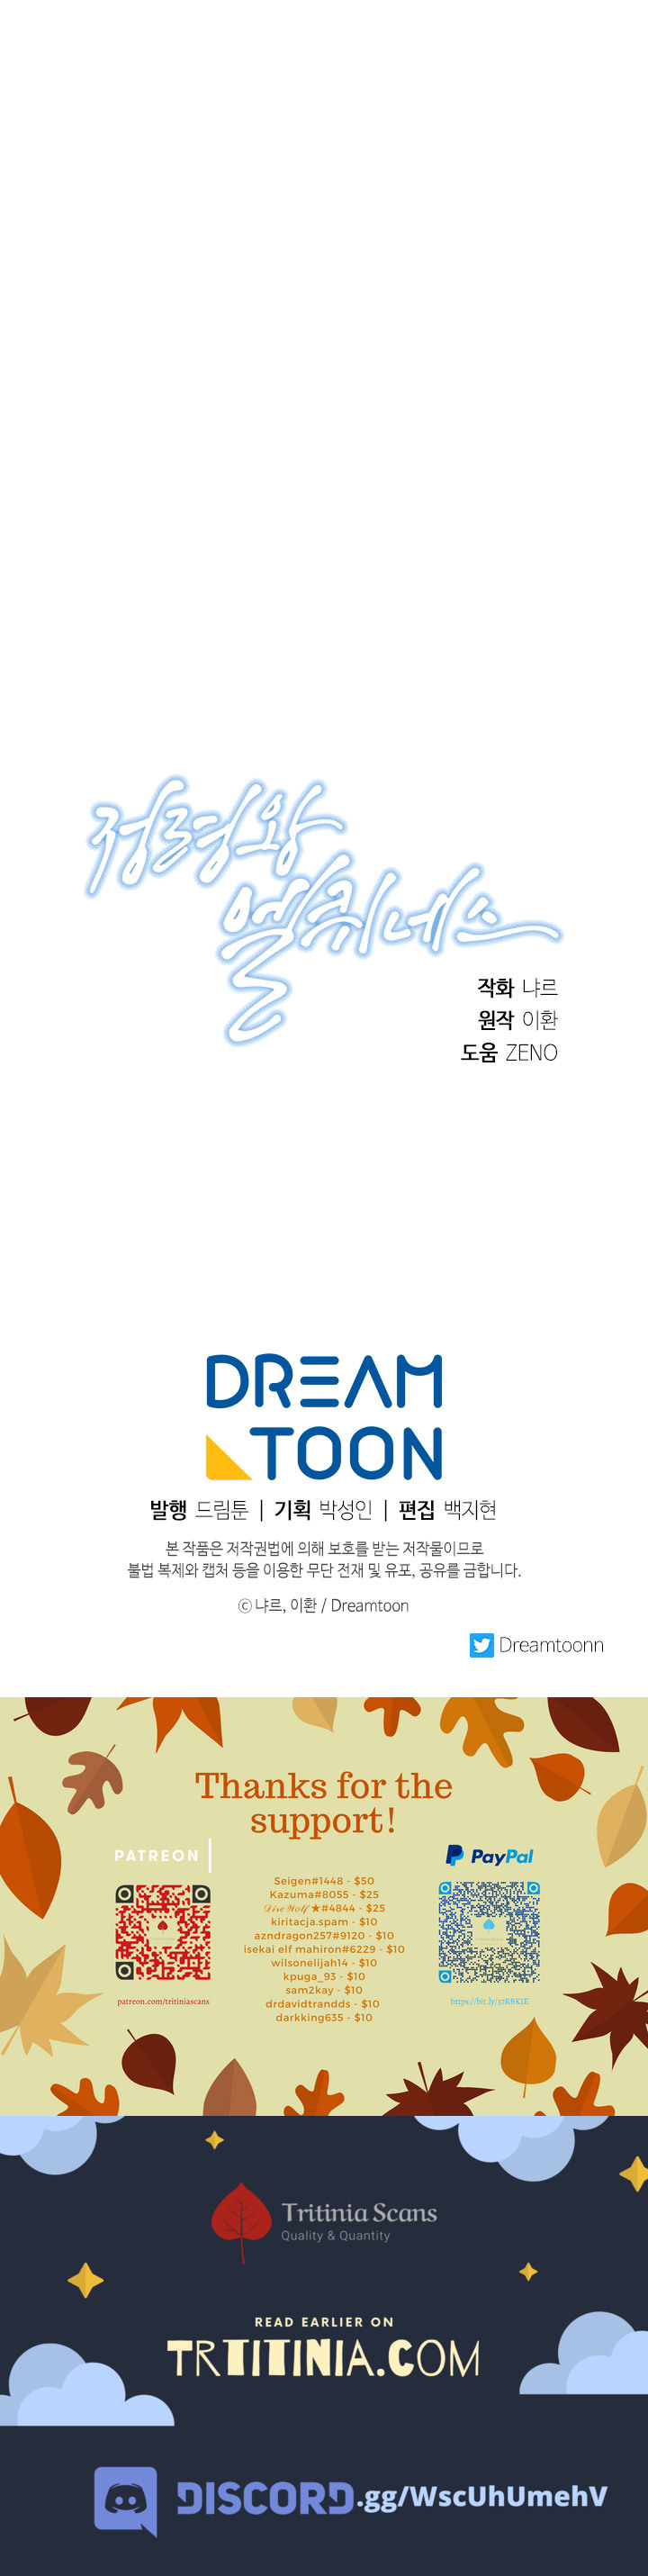 정령왕
엘퀴네스
작화 냐르
원작 이환
도움 ZENO
DREAM
TOON
발행 드림툰 | 기획 박성인 | 편집 백지현
본 작품은 저작권법에 의해 보호를 받는 저작물이므로
불법 복제와 캡처 등을 이용한 무단 전재 및 유포, 공유를 금합니다.
ⓒ 냐르, 이환 / Dreamtoon
Dreamtoonn
Thanks for the
support!
PATREON
PayPal
Seigen#1448 - $50
Kazuma#8055 - $25
𝒟𝒾𝓇𝑒 𝒲𝑜𝓁𝒻 ★#4844 - $25
kiritacja.spam - $10
azndragon257#9120 - $10
isekai elf mahiron#6229 - $10
wilsonelijah14 - $10
kpuga_93 - $10
sam2kay - $10
drdavidtrandds - $10
darkking635 - $10
patreon.com/tritiniascans
Tritinia Scans
Quality & Quantity
READ EARLIER ON
TRTITINIA.COM
DISCORD.gg/WscUhUmehV